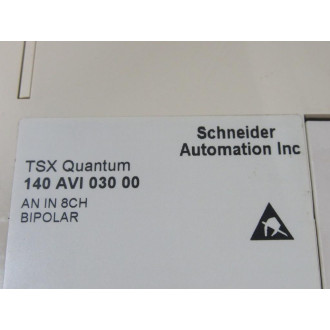 Schneider
Automation Inc
TSX Quantum
140 AVI 030 00
AN IN 8CH
BIPOLAR